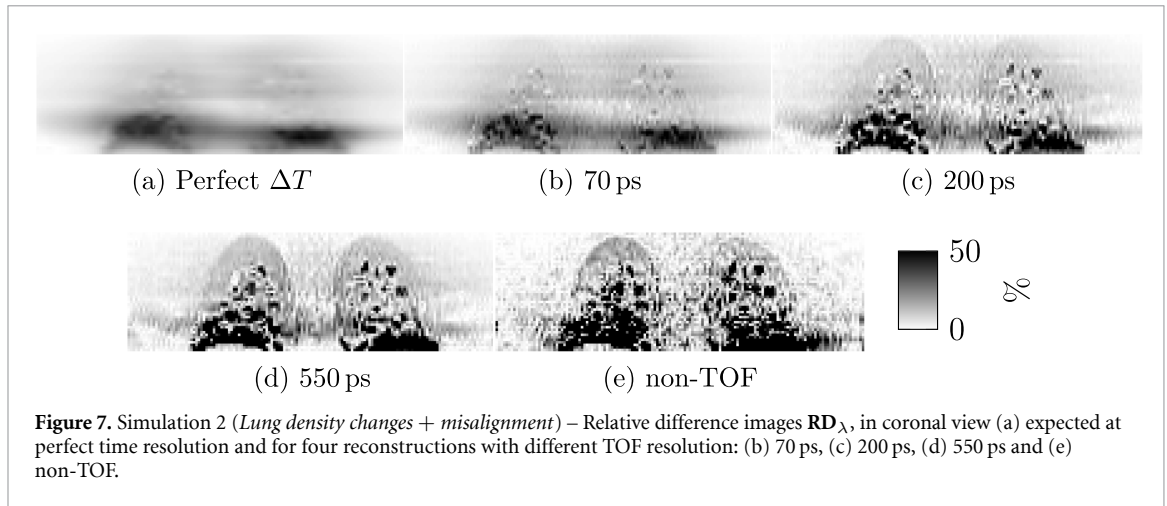 (a) Perfect ΔT
(b) 70 ps
(c) 200 ps
(d) 550 ps
(e) non-TOF
50
0
%
Figure 7. Simulation 2 (Lung density changes + misalignment) – Relative difference images RDλ, in coronal view (a) expected at
perfect time resolution and for four reconstructions with different TOF resolution: (b) 70 ps, (c) 200 ps, (d) 550 ps and (e)
non-TOF.